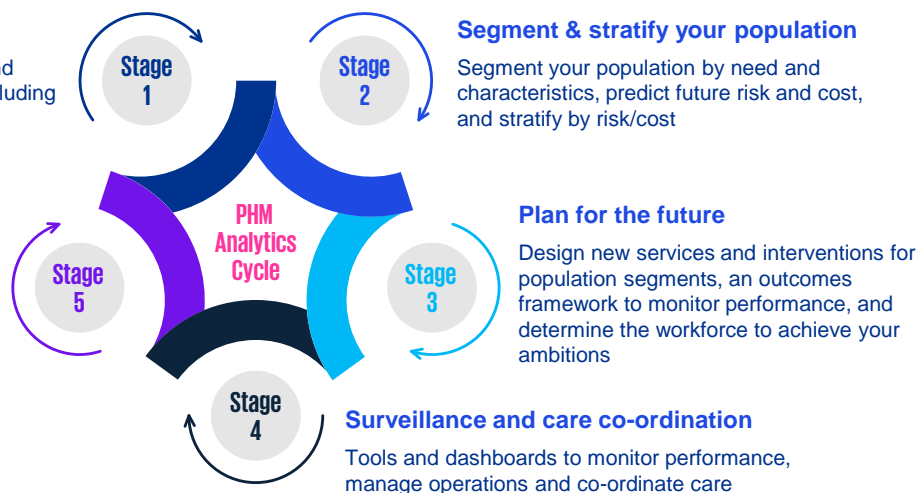 Stage
1
Stage
2
Segment & stratify your population
Segment your population by need and
characteristics, predict future risk and cost,
and stratify by risk/cost
PHM
Analytics
Cycle
Stage
3
Plan for the future
Design new services and interventions for
population segments, an outcomes
framework to monitor performance, and
determine the workforce to achieve your
ambitions
Stage
4
Surveillance and care co-ordination
Tools and dashboards to monitor performance,
manage operations and co-ordinate care
Stage
5